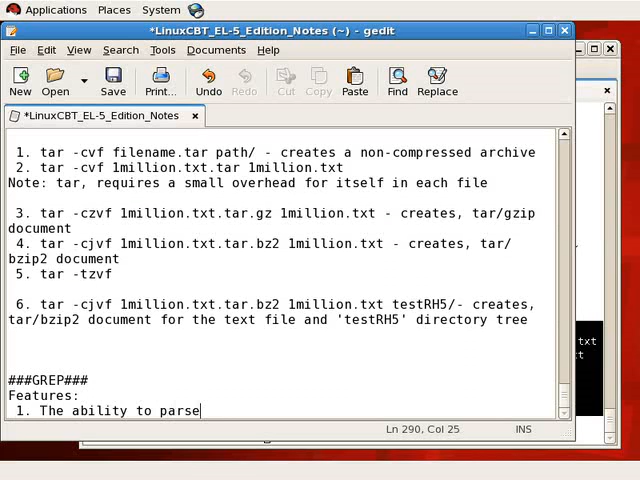 Applications Places System
*LinuxCBT_EL-5_Edition_Notes (~) - gedit
File Edit View Search Tools Documents Help
New Open Save Print... Undo Redo Cut Copy Paste Find Replace
*LinuxCBT_EL-5_Edition_Notes
1. tar -cvf filename.tar path/ - creates a non-compressed archive
2. tar -cvf 1million.txt.tar 1million.txt
Note: tar, requires a small overhead for itself in each file
3. tar -czvf 1million.txt.tar.gz 1million.txt - creates, tar/gzip
document
4. tar -cjvf 1million.txt.tar.bz2 1million.txt - creates, tar/
bzip2 document
5. tar -tzvf
6. tar -cjvf 1million.txt.tar.bz2 1million.txt testRH5/- creates,
tar/bzip2 document for the text file and 'testRH5' directory tree
txt
###GREP###
Features:
1. The ability to parse
Ln 290, Col 25 INS